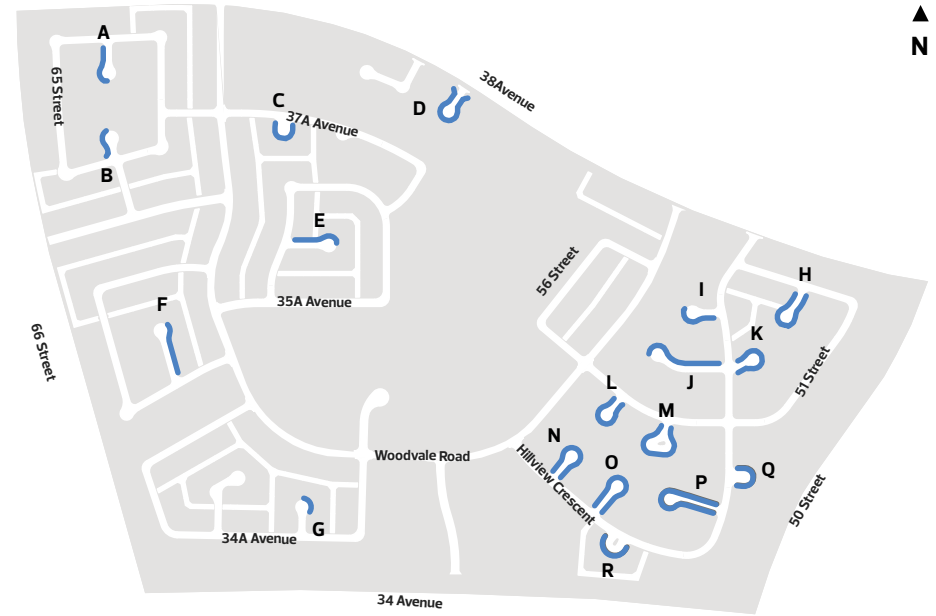 N
A
65 Street
38Avenue
C
37A Avenue
D
B
E
56 Street
I
H
35A Avenue
F
K
66 Street
J
51 Street
L
M
N
Woodvale Road
O
Q
P
Hillview Crescent
50 Street
G
34A Avenue
R
34 Avenue